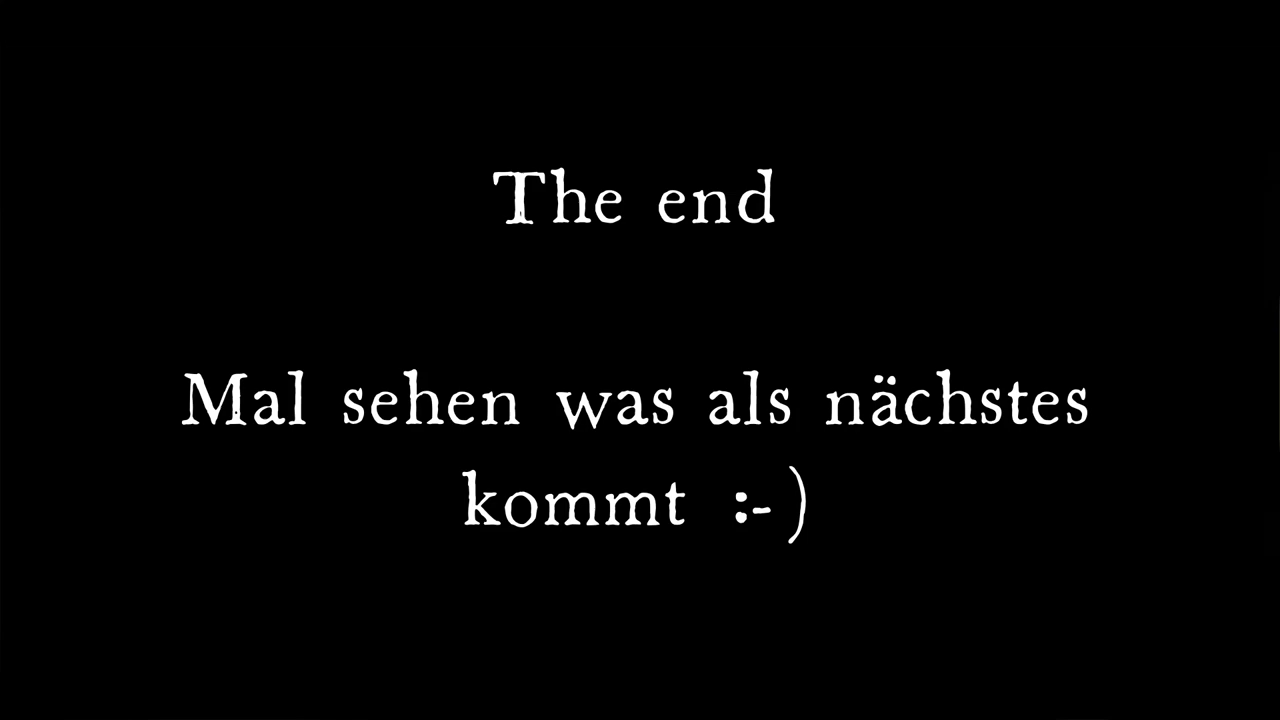 The end
Mal sehen was als nächstes
kommt :-)